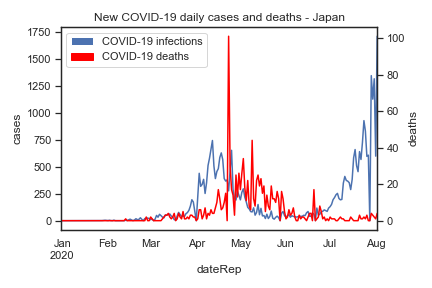 New COVID-19 daily cases and deaths - Japan
COVID-19 infections
COVID-19 deaths
1750
1500
1250
1000
750
500
250
0
cases
100
80
60
40
20
0
deaths
Jan Feb Mar Apr May Jun Jul Aug
2020
dateRep